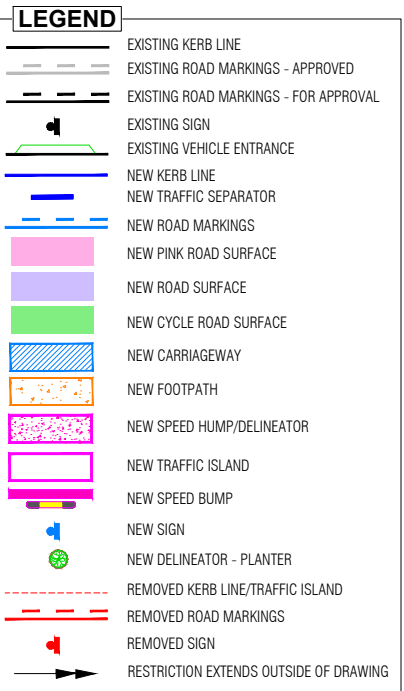 LEGEND
EXISTING KERB LINE
EXISTING ROAD MARKINGS - APPROVED
EXISTING ROAD MARKINGS - FOR APPROVAL
EXISTING SIGN
EXISTING VEHICLE ENTRANCE
NEW KERB LINE
NEW TRAFFIC SEPARATOR
NEW ROAD MARKINGS
NEW PINK ROAD SURFACE
NEW ROAD SURFACE
NEW CYCLE ROAD SURFACE
NEW CARRIAGEWAY
NEW FOOTPATH
NEW SPEED HUMP/DELINEATOR
NEW TRAFFIC ISLAND
NEW SPEED BUMP
NEW SIGN
NEW DELINEATOR - PLANTER
REMOVED KERB LINE/TRAFFIC ISLAND
REMOVED ROAD MARKINGS
REMOVED SIGN
RESTRICTION EXTENDS OUTSIDE OF DRAWING